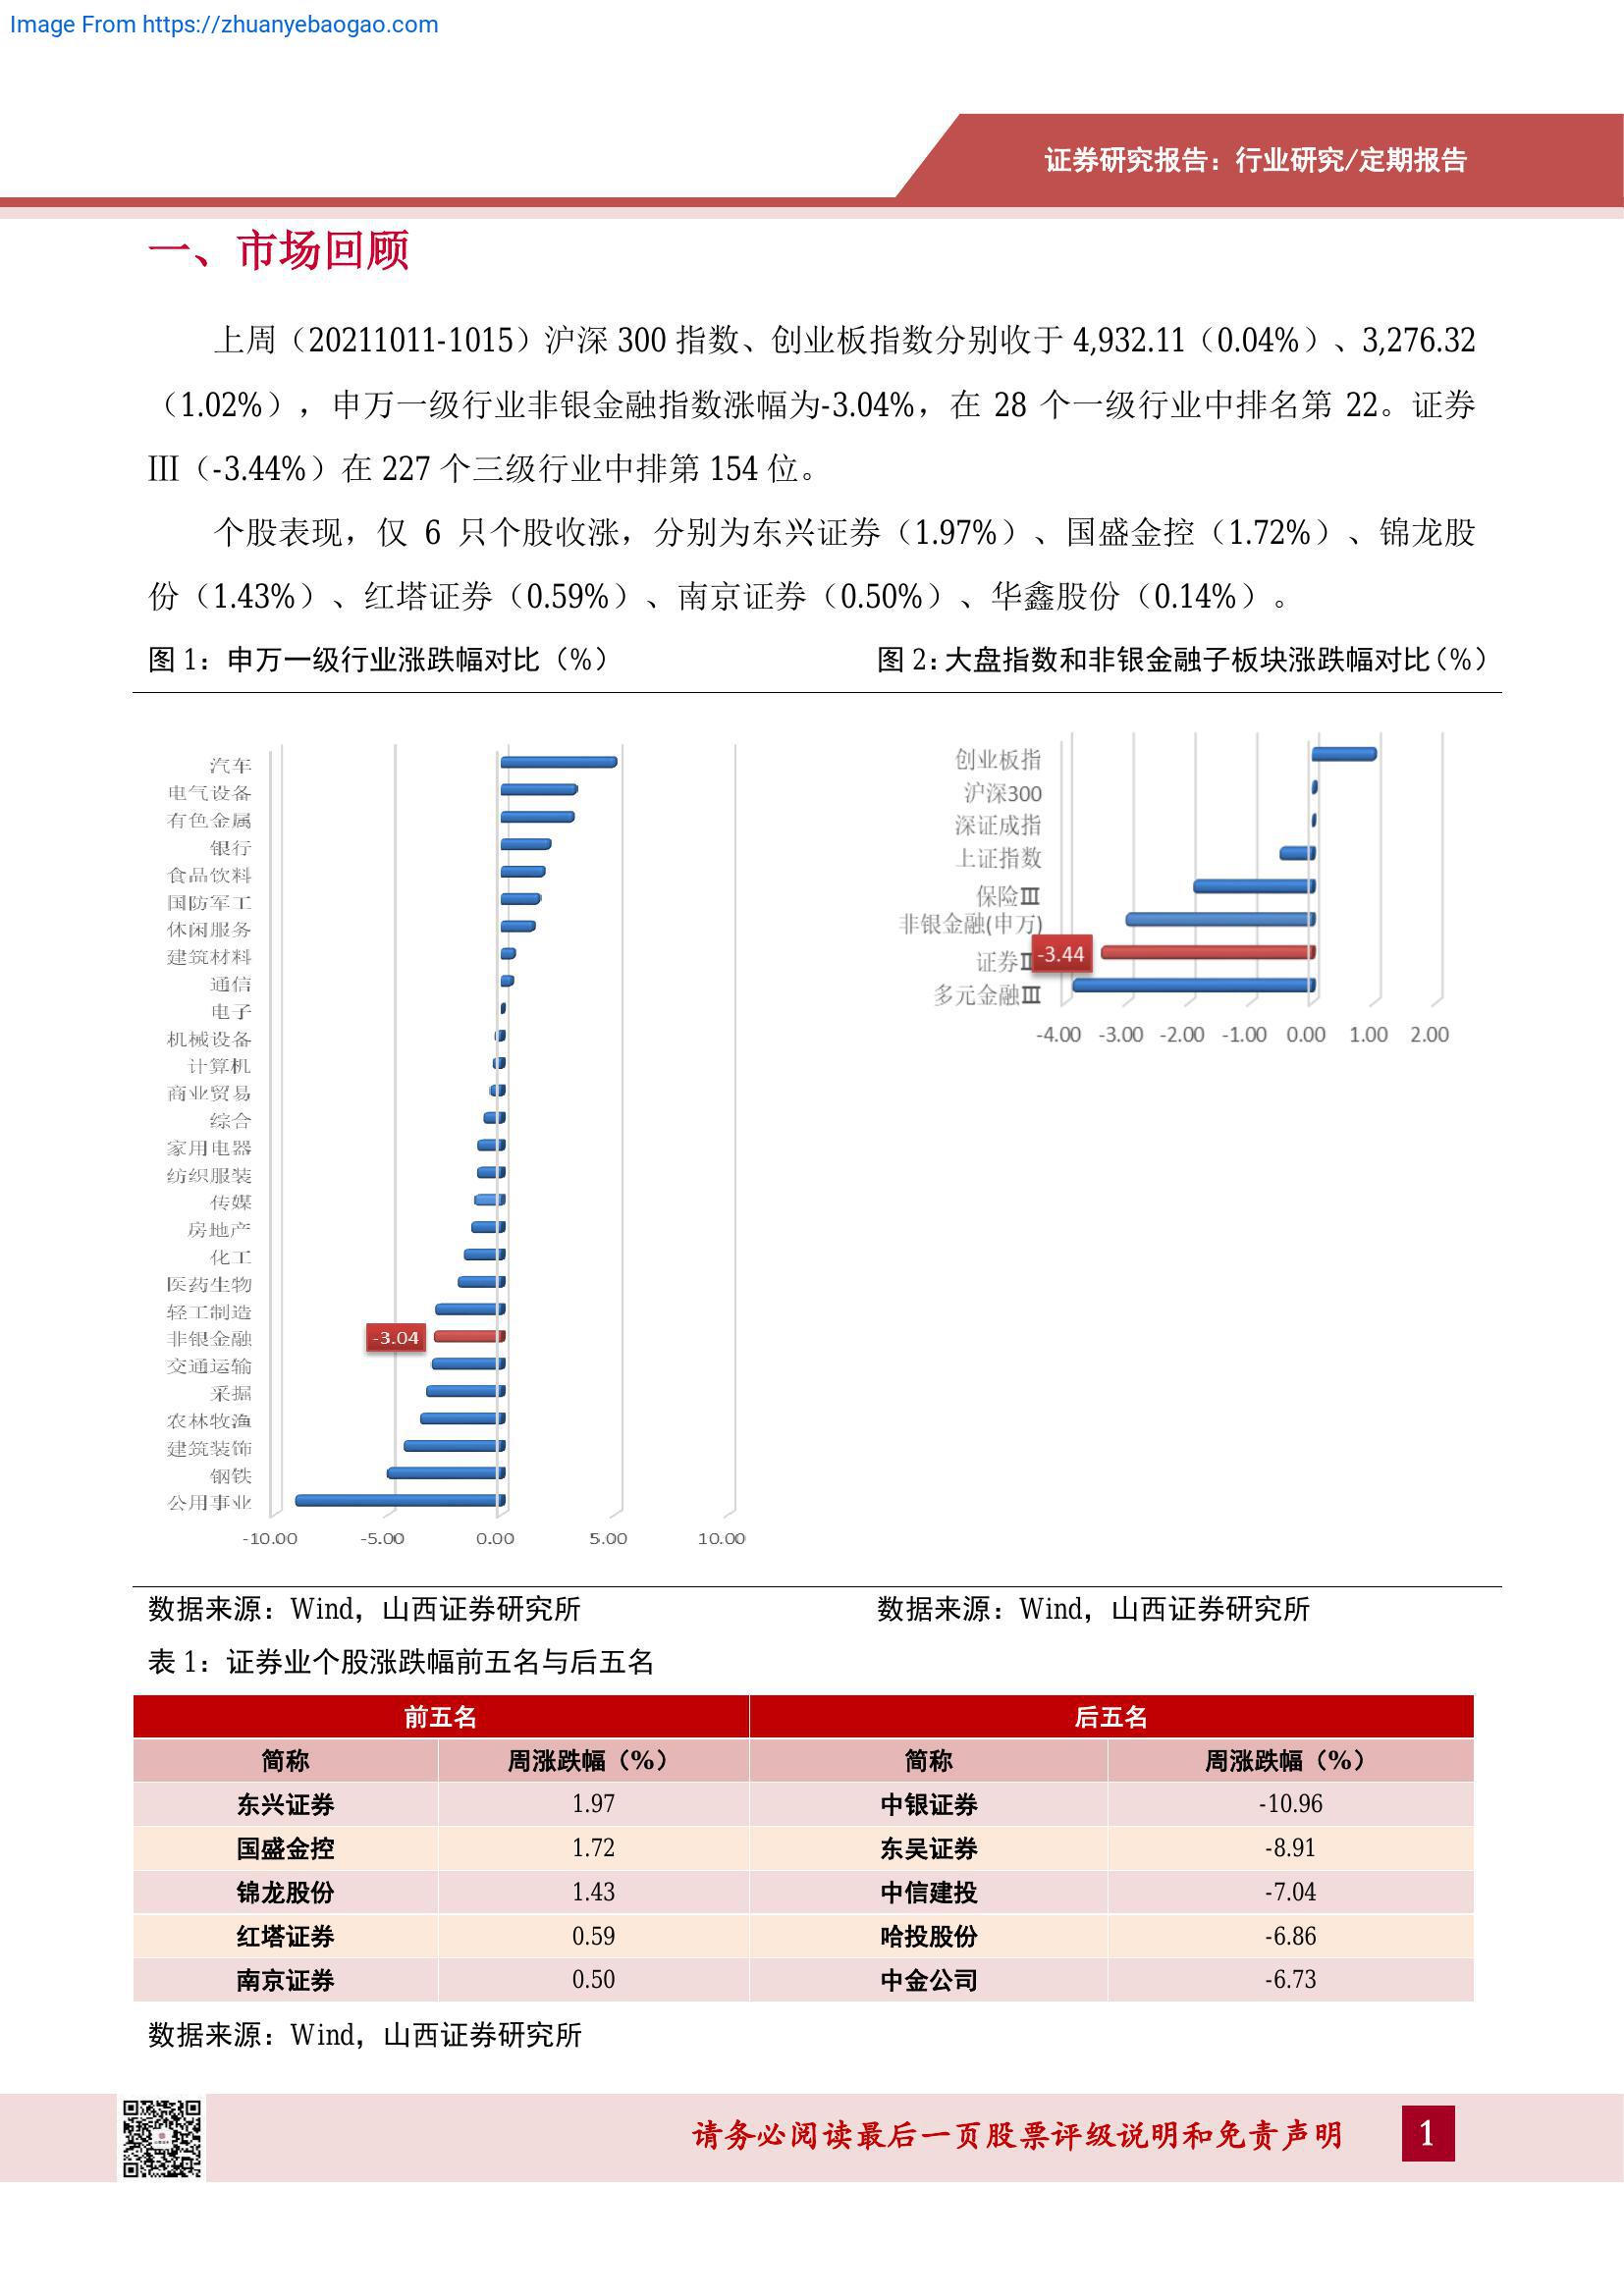 Image From https://zhuanyebaogao.com
证券研究报告：行业研究/定期报告
一、市场回顾
上周（20211011-1015）沪深 300 指数、创业板指数分别收于 4,932.11（0.04%）、3,276.32
（1.02%），申万一级行业非银金融指数涨幅为-3.04%，在 28 个一级行业中排名第 22。证券
Ⅲ（-3.44%）在 227 个三级行业中排第 154 位。
个股表现，仅 6 只个股收涨，分别为东兴证券（1.97%）、国盛金控（1.72%）、锦龙股
份（1.43%）、红塔证券（0.59%）、南京证券（0.50%）、华鑫股份（0.14%）。
图 1：申万一级行业涨跌幅对比（%）
汽车
电气设备
有色金属
银行
食品饮料
国防军工
休闲服务
建筑材料
通信
电子
机械设备
计算机
商业贸易
综合
家用电器
纺织服装
传媒
房地产
化工
医药生物
轻工制造
非银金融
-3.04
交通运输
采掘
农林牧渔
建筑装饰
钢铁
公用事业
-10.00 -5.00 0.00 5.00 10.00
数据来源：Wind，山西证券研究所
图 2：大盘指数和非银金融子板块涨跌幅对比（%）
创业板指
沪深300
深证成指
上证指数
保险Ⅲ
非银金融(申万)
证券
-3.44
多元金融Ⅲ
-4.00 -3.00 -2.00 -1.00 0.00 1.00 2.00
数据来源：Wind，山西证券研究所
表 1：证券业个股涨跌幅前五名与后五名
前五名 后五名
简称 周涨跌幅（%） 简称 周涨跌幅（%）
东兴证券 1.97 中银证券 -10.96
国盛金控 1.72 东吴证券 -8.91
锦龙股份 1.43 中信建投 -7.04
红塔证券 0.59 哈投股份 -6.86
南京证券 0.50 中金公司 -6.73
数据来源：Wind，山西证券研究所
请务必阅读最后一页股票评级说明和免责声明
1